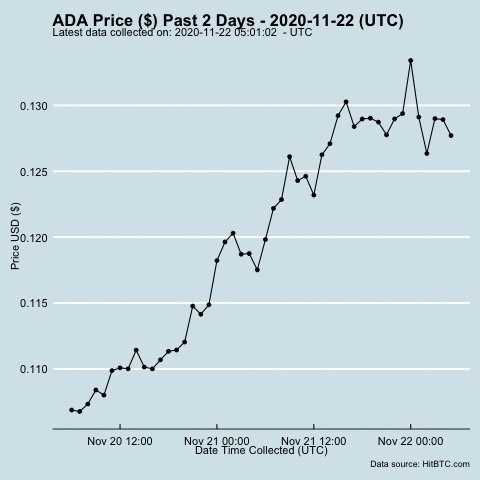 ADA Price ($) Past 2 Days - 2020-11-22 (UTC)
Latest data collected on: 2020-11-22 05:01:02  - UTC
Price USD ($)
0.130
0.125
0.120
0.115
0.110
Nov 20 12:00 Nov 21 00:00 Nov 21 12:00 Nov 22 00:00
Date Time Collected (UTC)
Data source: HitBTC.com